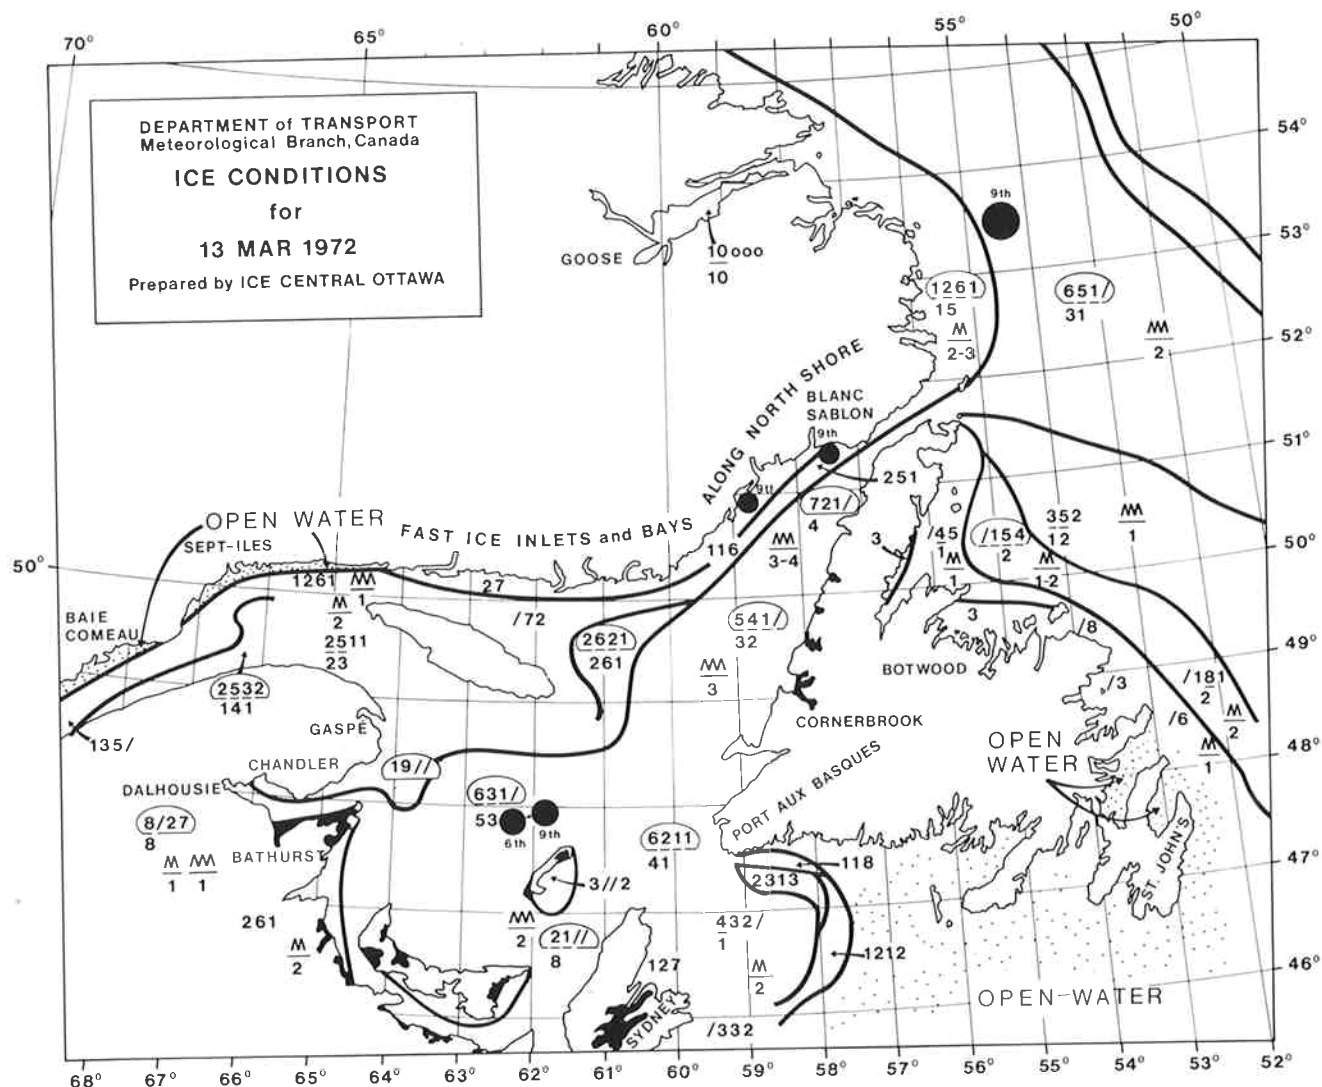 70°
65°
60°
55°
50°
DEPARTMENT of TRANSPORT
Meteorological Branch, Canada
ICE CONDITIONS
for
13 MAR 1972
Prepared by ICE CENTRAL OTTAWA
54°
9th
53°
GOOSE
10 000
10
1261
15
651/
31
M
2-3
2
52°
ALONG NORTH SHORE
BLANC
SABLON
9th
51°
251
721/
4
OPEN WATER
SEPT-ILES
FAST ICE INLETS and BAYS
116
3-4
3
/45
1
M
1
/154
2
352
12
M
1-2
1
50°
50°
1261
1
M
2
27
/72
BAIE
COMEAU
2511
23
2621
261
541/
32
3
3
/8
49°
BOTWOOD
2532
141
/3
/181
2
M
2
/6
M
1
135/
GASPÉ
CORNERBROOK
OPEN
WATER
48°
CHANDLER
19//
DALHOUSIE
631/
53
6th
9th
PORT AUX BASQUES
8/27
8
M
1
1
BATHURST
6211
41
118
2313
ST. JOHN'S
47°
3//2
261
M
2
2
21//
8
432/
1
M
2
1212
127
SYDNEY
/332
OPEN-WATER
46°
68°
67°
66°
65°
64°
63°
62°
61°
60°
59°
58°
57°
56°
55°
54°
53°
52°